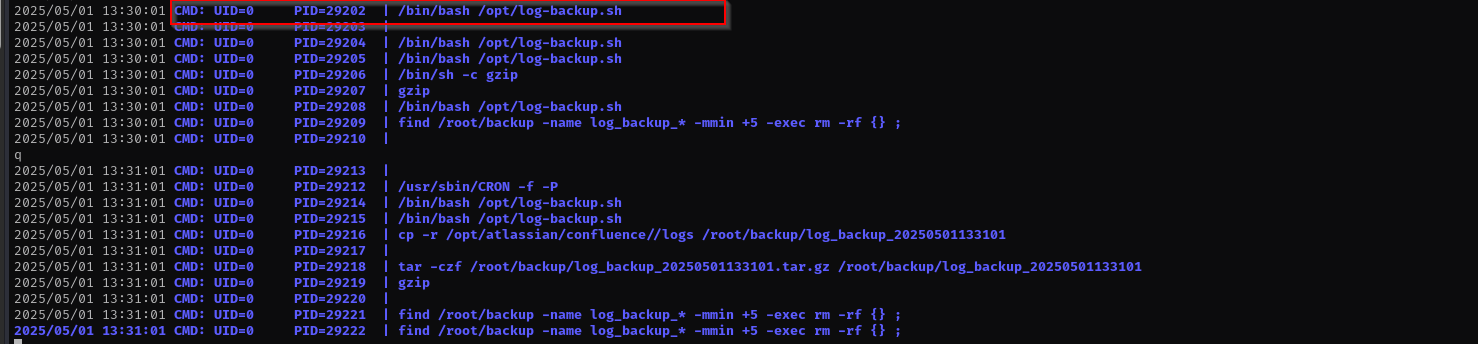 2025/05/01 13:30:01 CMD: UID=0     PID=29202  | /bin/bash /opt/log-backup.sh
2025/05/01 13:30:01 CMD: UID=0     PID=29203  |
2025/05/01 13:30:01 CMD: UID=0     PID=29204  | /bin/bash /opt/log-backup.sh
2025/05/01 13:30:01 CMD: UID=0     PID=29205  | /bin/bash /opt/log-backup.sh
2025/05/01 13:30:01 CMD: UID=0     PID=29206  | /bin/sh -c gzip
2025/05/01 13:30:01 CMD: UID=0     PID=29207  | gzip
2025/05/01 13:30:01 CMD: UID=0     PID=29208  | /bin/bash /opt/log-backup.sh
2025/05/01 13:30:01 CMD: UID=0     PID=29209  | find /root/backup -name log_backup_* -mmin +5 -exec rm -rf {} ;
2025/05/01 13:30:01 CMD: UID=0     PID=29210  |
q
2025/05/01 13:31:01 CMD: UID=0     PID=29213  |
2025/05/01 13:31:01 CMD: UID=0     PID=29212  | /usr/sbin/CRON -f -P
2025/05/01 13:31:01 CMD: UID=0     PID=29214  | /bin/bash /opt/log-backup.sh
2025/05/01 13:31:01 CMD: UID=0     PID=29215  | /bin/bash /opt/log-backup.sh
2025/05/01 13:31:01 CMD: UID=0     PID=29216  | cp -r /opt/atlassian/confluence//logs /root/backup/log_backup_20250501133101
2025/05/01 13:31:01 CMD: UID=0     PID=29217  |
2025/05/01 13:31:01 CMD: UID=0     PID=29218  | tar -czf /root/backup/log_backup_20250501133101.tar.gz /root/backup/log_backup_20250501133101
2025/05/01 13:31:01 CMD: UID=0     PID=29219  | gzip
2025/05/01 13:31:01 CMD: UID=0     PID=29220  |
2025/05/01 13:31:01 CMD: UID=0     PID=29221  | find /root/backup -name log_backup_* -mmin +5 -exec rm -rf {} ;
2025/05/01 13:31:01 CMD: UID=0     PID=29222  | find /root/backup -name log_backup_* -mmin +5 -exec rm -rf {} ;